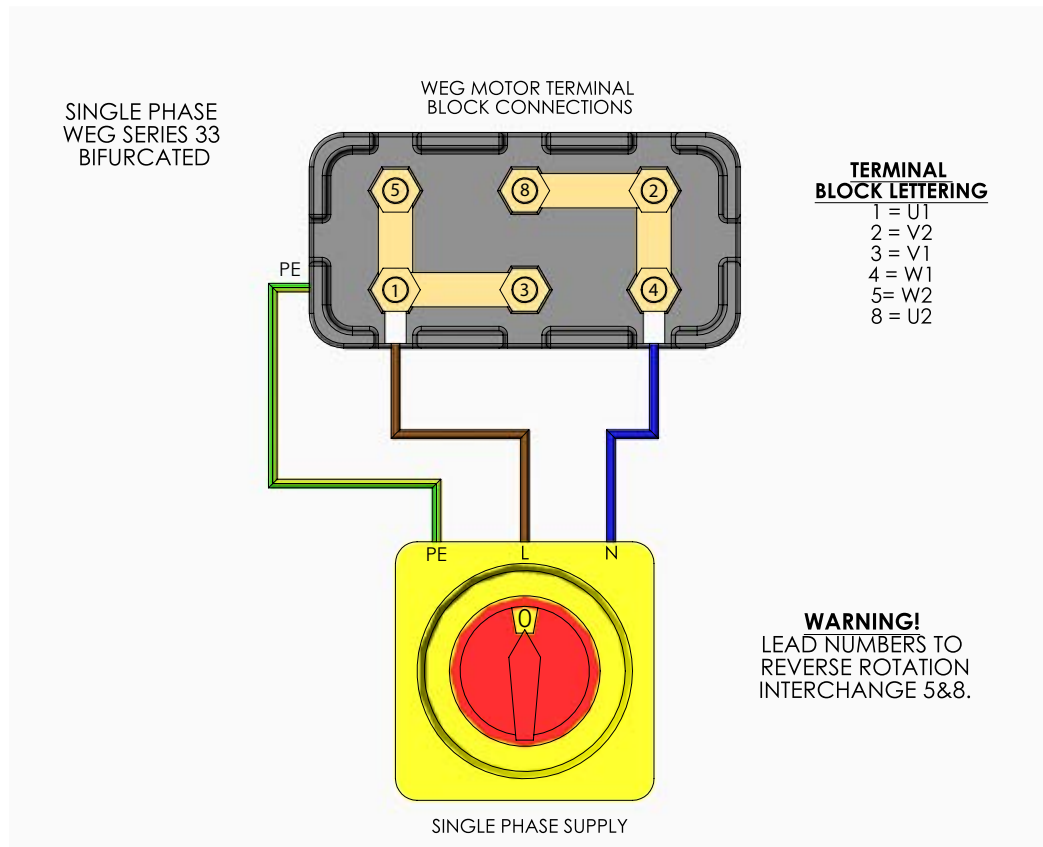 WEG MOTOR TERMINAL
BLOCK CONNECTIONS
SINGLE PHASE
WEG SERIES 33
BIFURCATED
5
8
2
1
3
4
TERMINAL
BLOCK LETTERING
1 = U1
2 = V2
3 = V1
4 = W1
5= W2
8 = U2
PE
PE
L
N
0
WARNING!
LEAD NUMBERS TO
REVERSE ROTATION
INTERCHANGE 5&8.
SINGLE PHASE SUPPLY